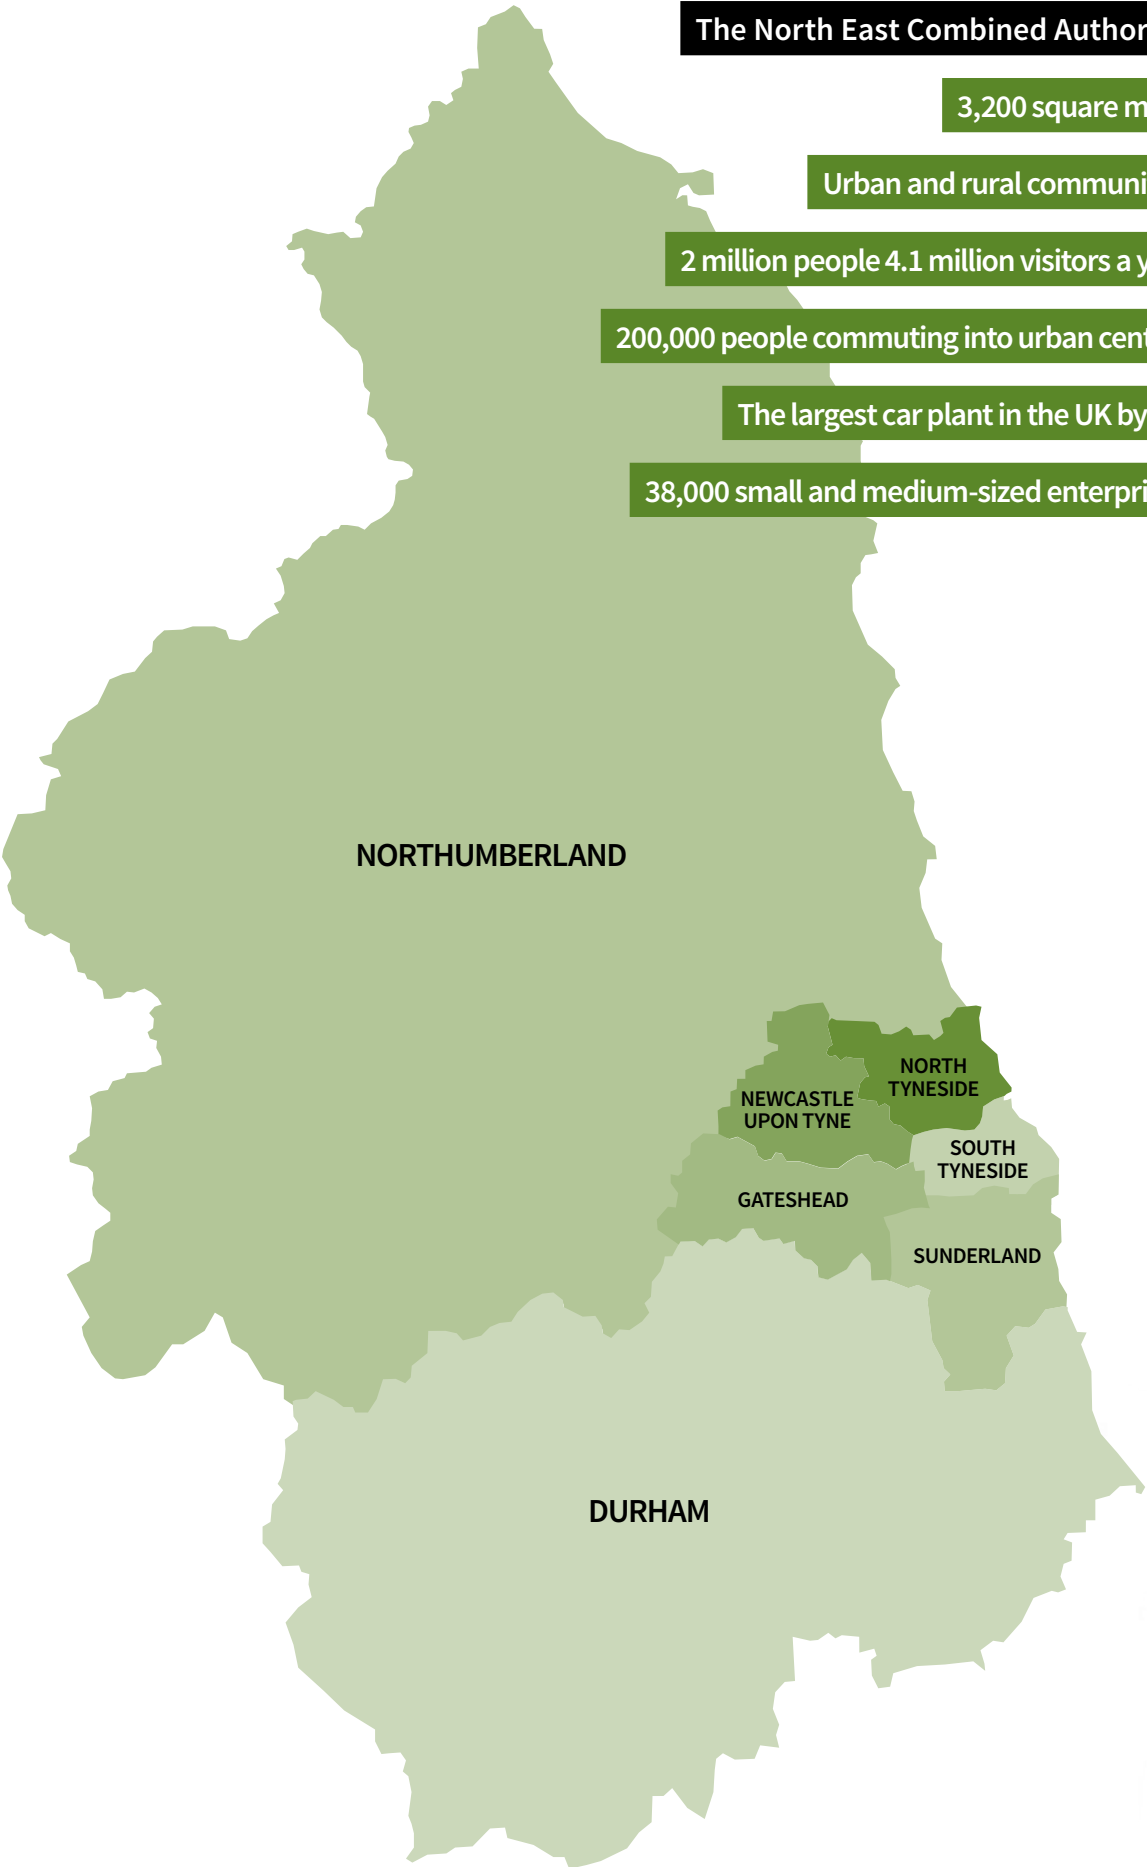 The North East Combined Author
3,200 square m
Urban and rural communi
2 million people 4.1 million visitors a y
200,000 people commuting into urban cent
The largest car plant in the UK by
38,000 small and medium-sized enterpri
NORTHUMBERLAND
NORTH
TYNESIDE
NEWCASTLE
UPON TYNE
SOUTH
TYNESIDE
GATESHEAD
SUNDERLAND
DURHAM